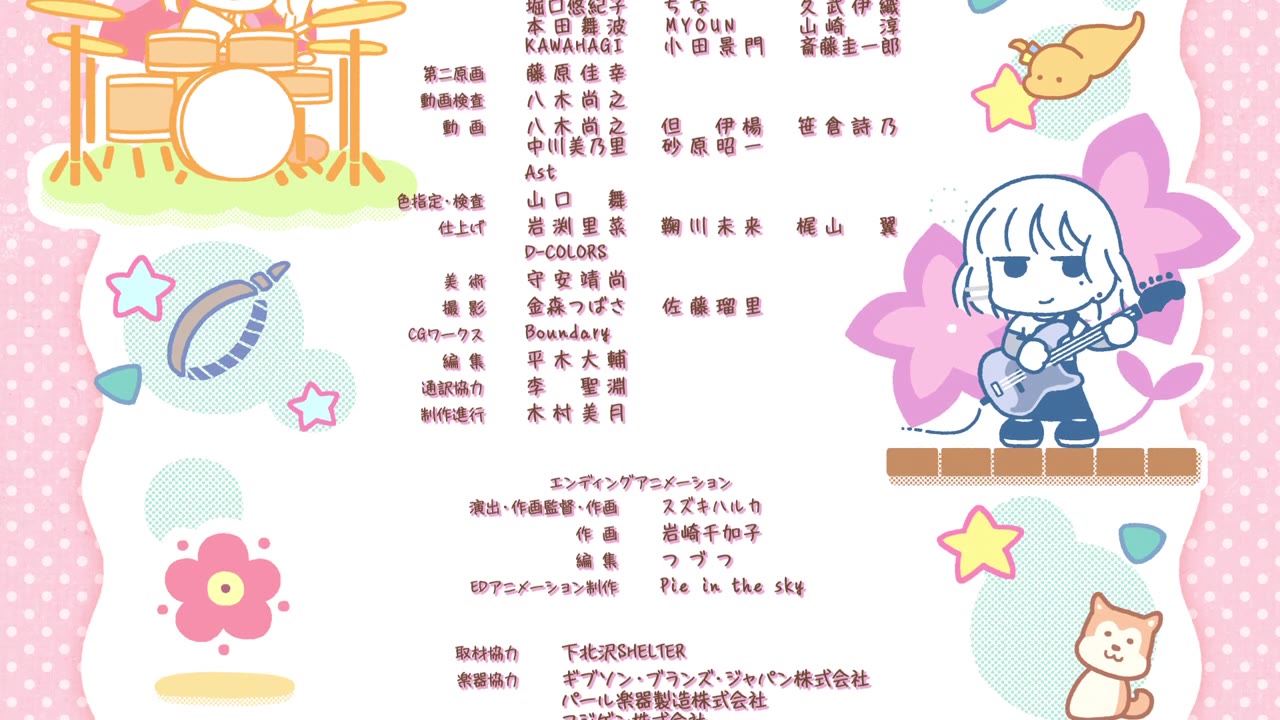 堀口悠紀子 ちな 久武伊織
本田舞波 MYOUN 山崎 淳
KAWAHAGI 小田景門 斎藤圭一郎
第二原画 藤原佳幸
動画検査 八木尚之
動画 八木尚之 但 伊楊 笹倉詩乃
中川美乃里 砂原昭一
Ast
色指定・検査 山口 舞
仕上げ 岩渕里菜 鞠川未来 梶山 翼
D-COLORS
美術 守安靖尚
撮影 金森つばさ 佐藤瑠里
CGワークス Boundary
編集 平木大輔
通訳協力 李 聖淵
制作進行 木村美月
エンディングアニメーション
演出・作画監督・作画 スズキハルカ
作画 岩崎千加子
編集 つづつ
EDアニメーション制作 Pie in the sky
取材協力 下北沢SHELTER
楽器協力 ギブソン・ブランズ・ジャパン株式会社
パール楽器製造株式会社
フジゲン株式会社